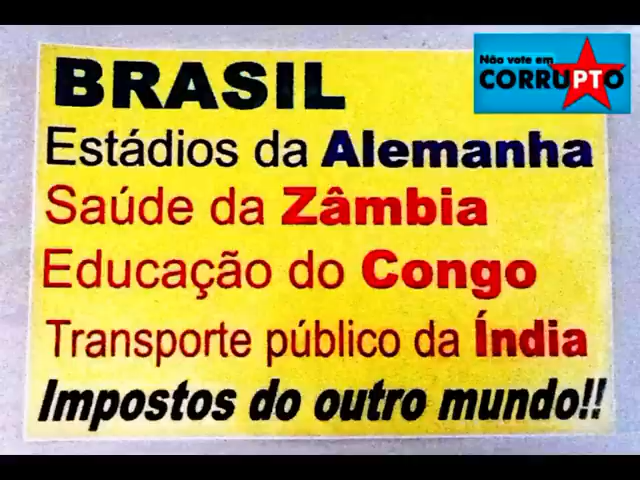 Não vote em
CORRUPTO
BRASIL
Estádios da Alemanha
Saúde da Zâmbia
Educação do Congo
Transporte público da Índia
Impostos do outro mundo!!